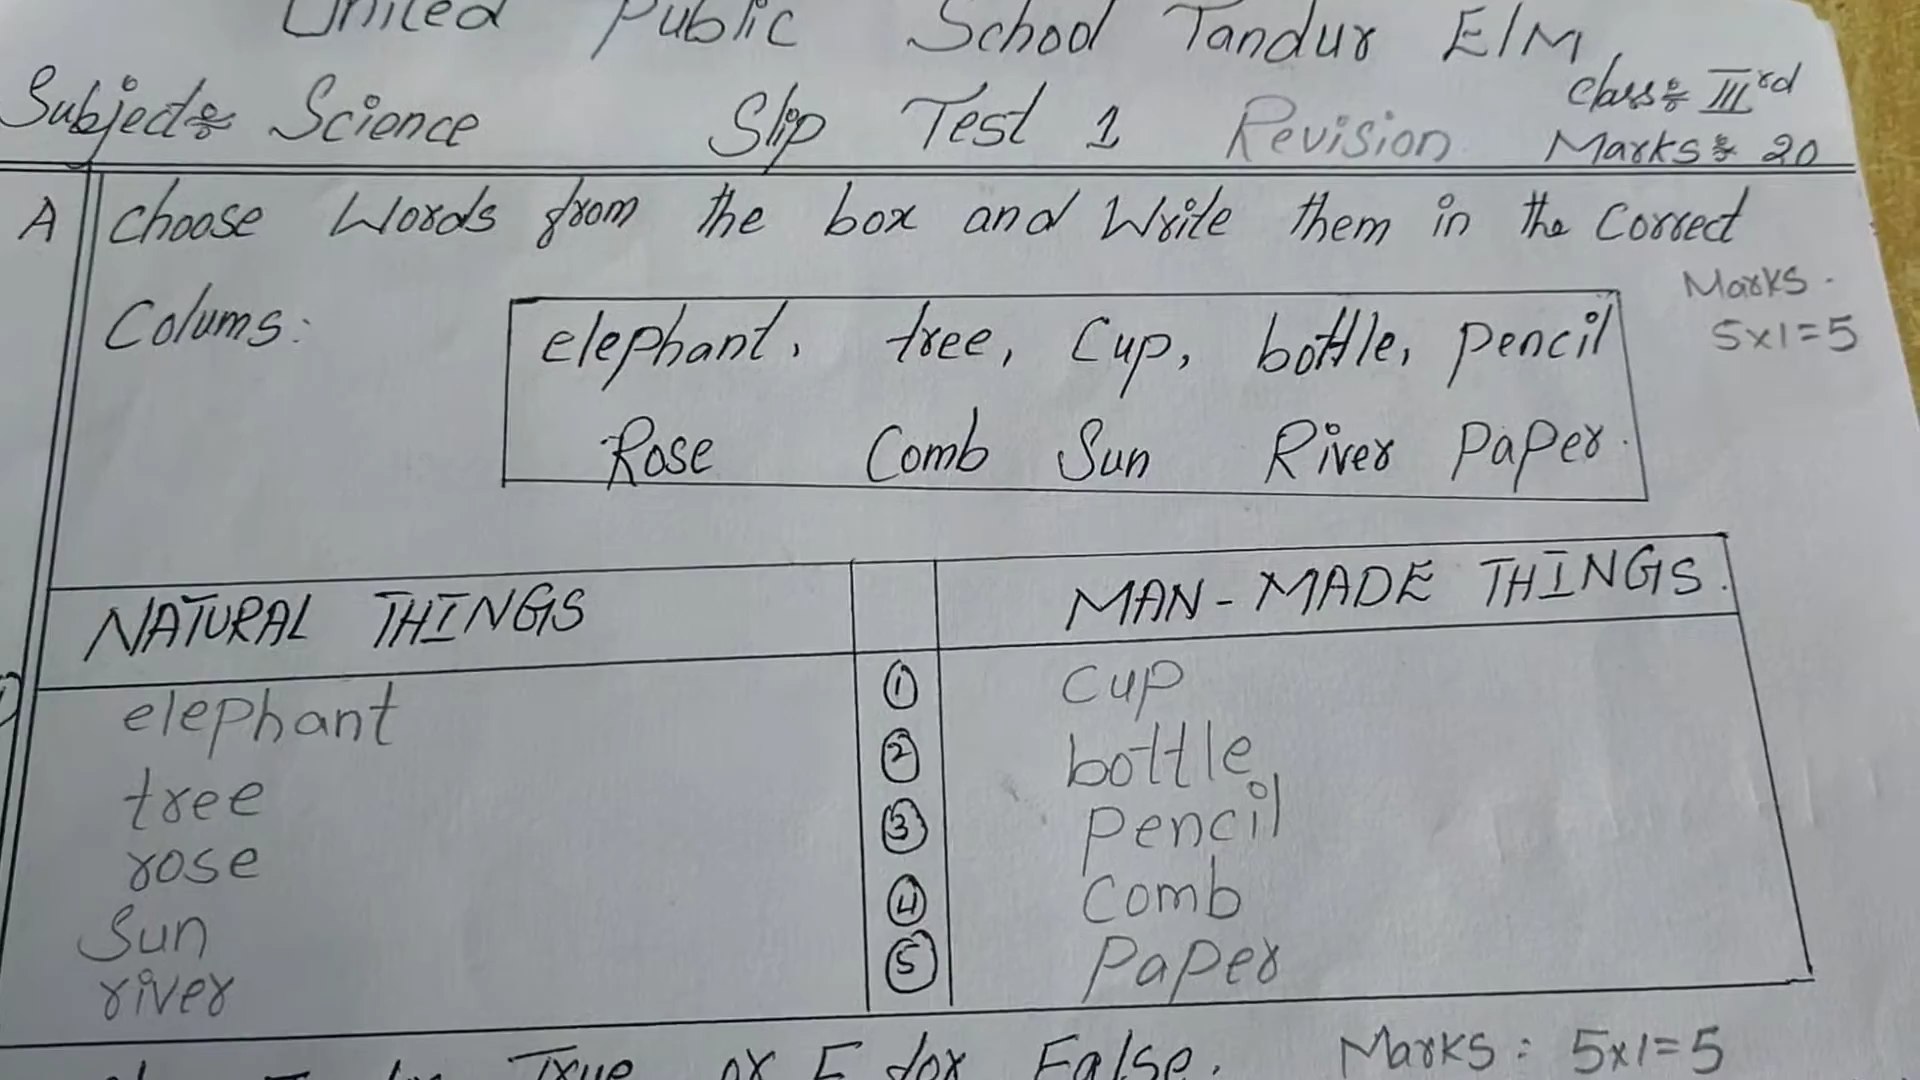 United Public School Tandur E/M
Class: IIIrd
Subject: Science Slip Test 1 Revision Marks: 20
A choose Words from the box and Write them in the Correct
Colums:
Marks.
5x1=5
elephant, tree, Cup, bottle, pencil
Rose Comb Sun River Paper.
NATURAL THINGS MAN-MADE THINGS.
elephant 1 Cup
tree 2 bottle
rose 3 Pencil
Sun 4 Comb
river 5 Paper
True or F for False. Marks: 5x1=5